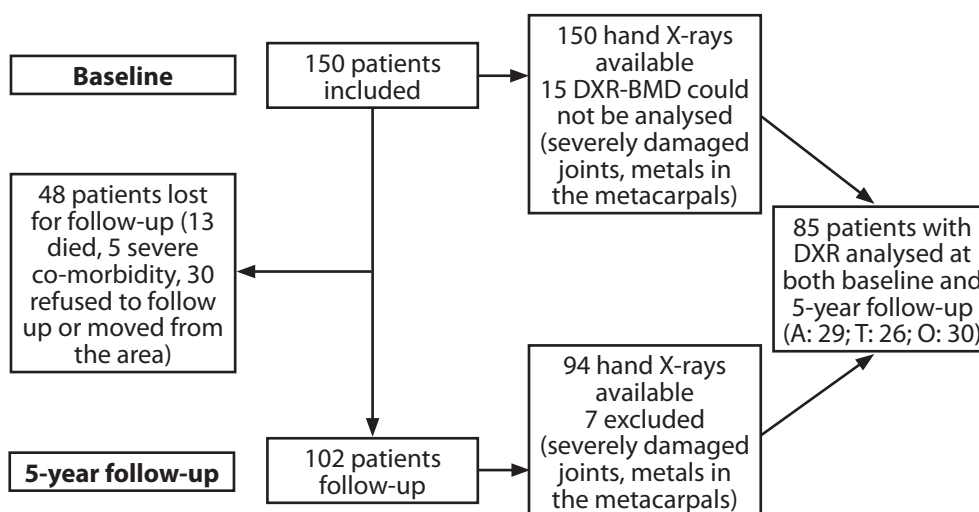 Baseline
150 patients
included
150 hand X-rays
available
15 DXR-BMD could
not be analysed
(severely damaged
joints, metals in
the metacarpals)
48 patients lost
for follow-up (13
died, 5 severe
co-morbidity, 30
refused to follow
up or moved from
the area)
85 patients with
DXR analysed at
both baseline and
5-year follow-up
(A: 29; T: 26; O: 30)
5-year follow-up
102 patients
follow-up
94 hand X-rays
available
7 excluded
(severely damaged
joints, metals in
the metacarpals)